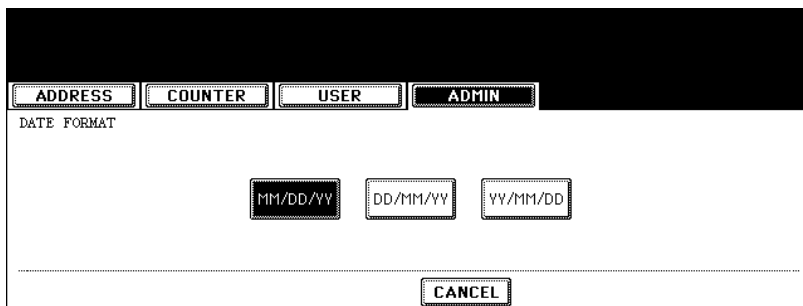 ADDRESS COUNTER USER ADMIN
DATE FORMAT
MM/DD/YY DD/MM/YY YY/MM/DD
CANCEL